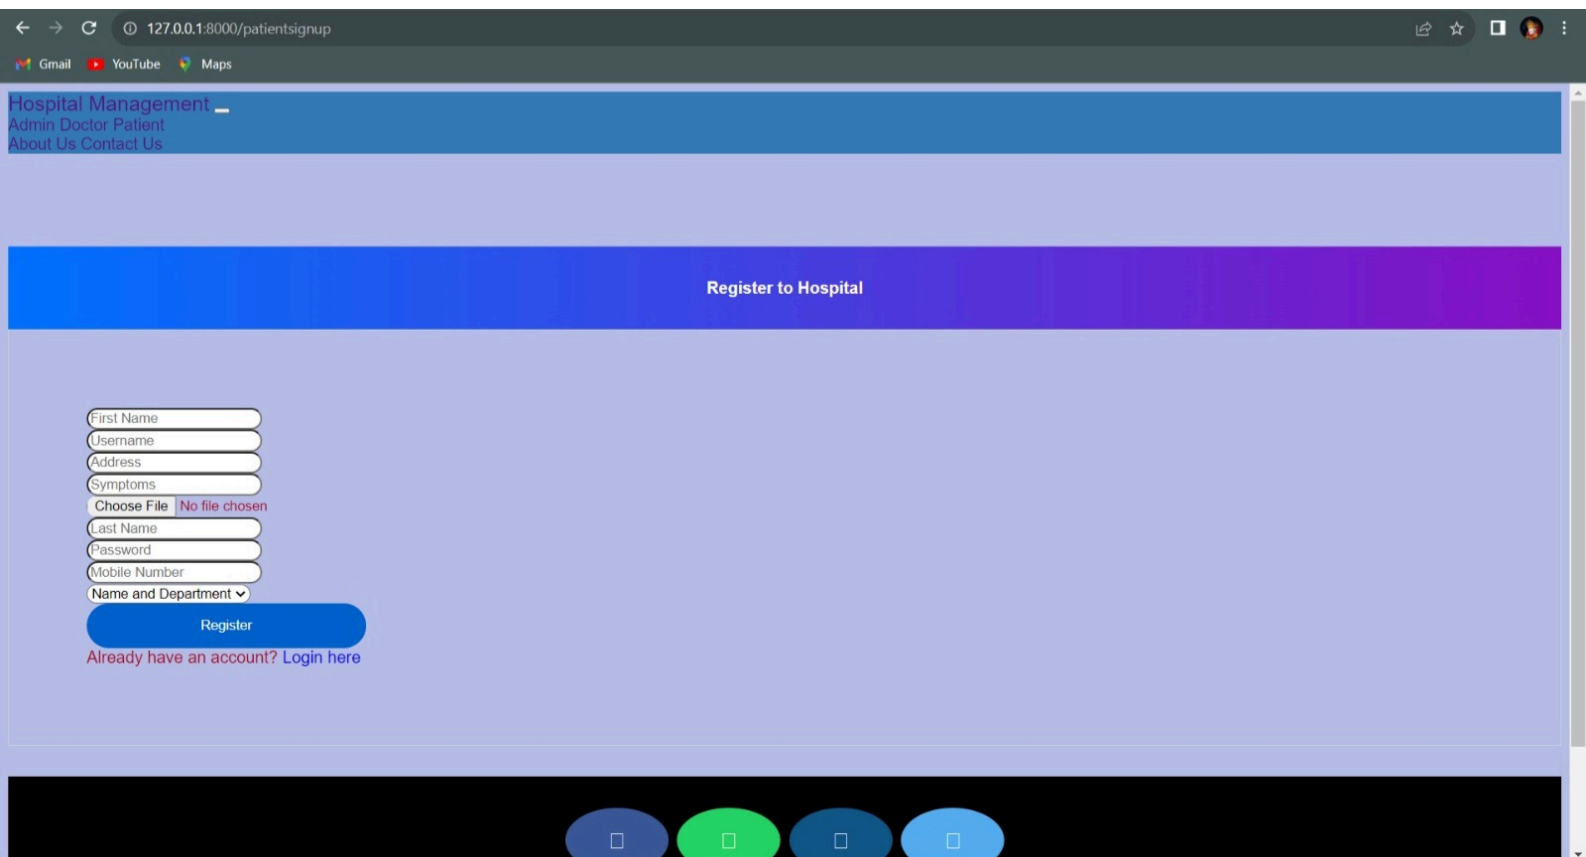 127.0.0.1:8000/patientsignup
Gmail YouTube Maps
Hospital Management
Admin Doctor Patient
About Us Contact Us
Register to Hospital
First Name
Username
Address
Symptoms
Choose File No file chosen
Last Name
Password
Mobile Number
Name and Department
Register
Already have an account? Login here